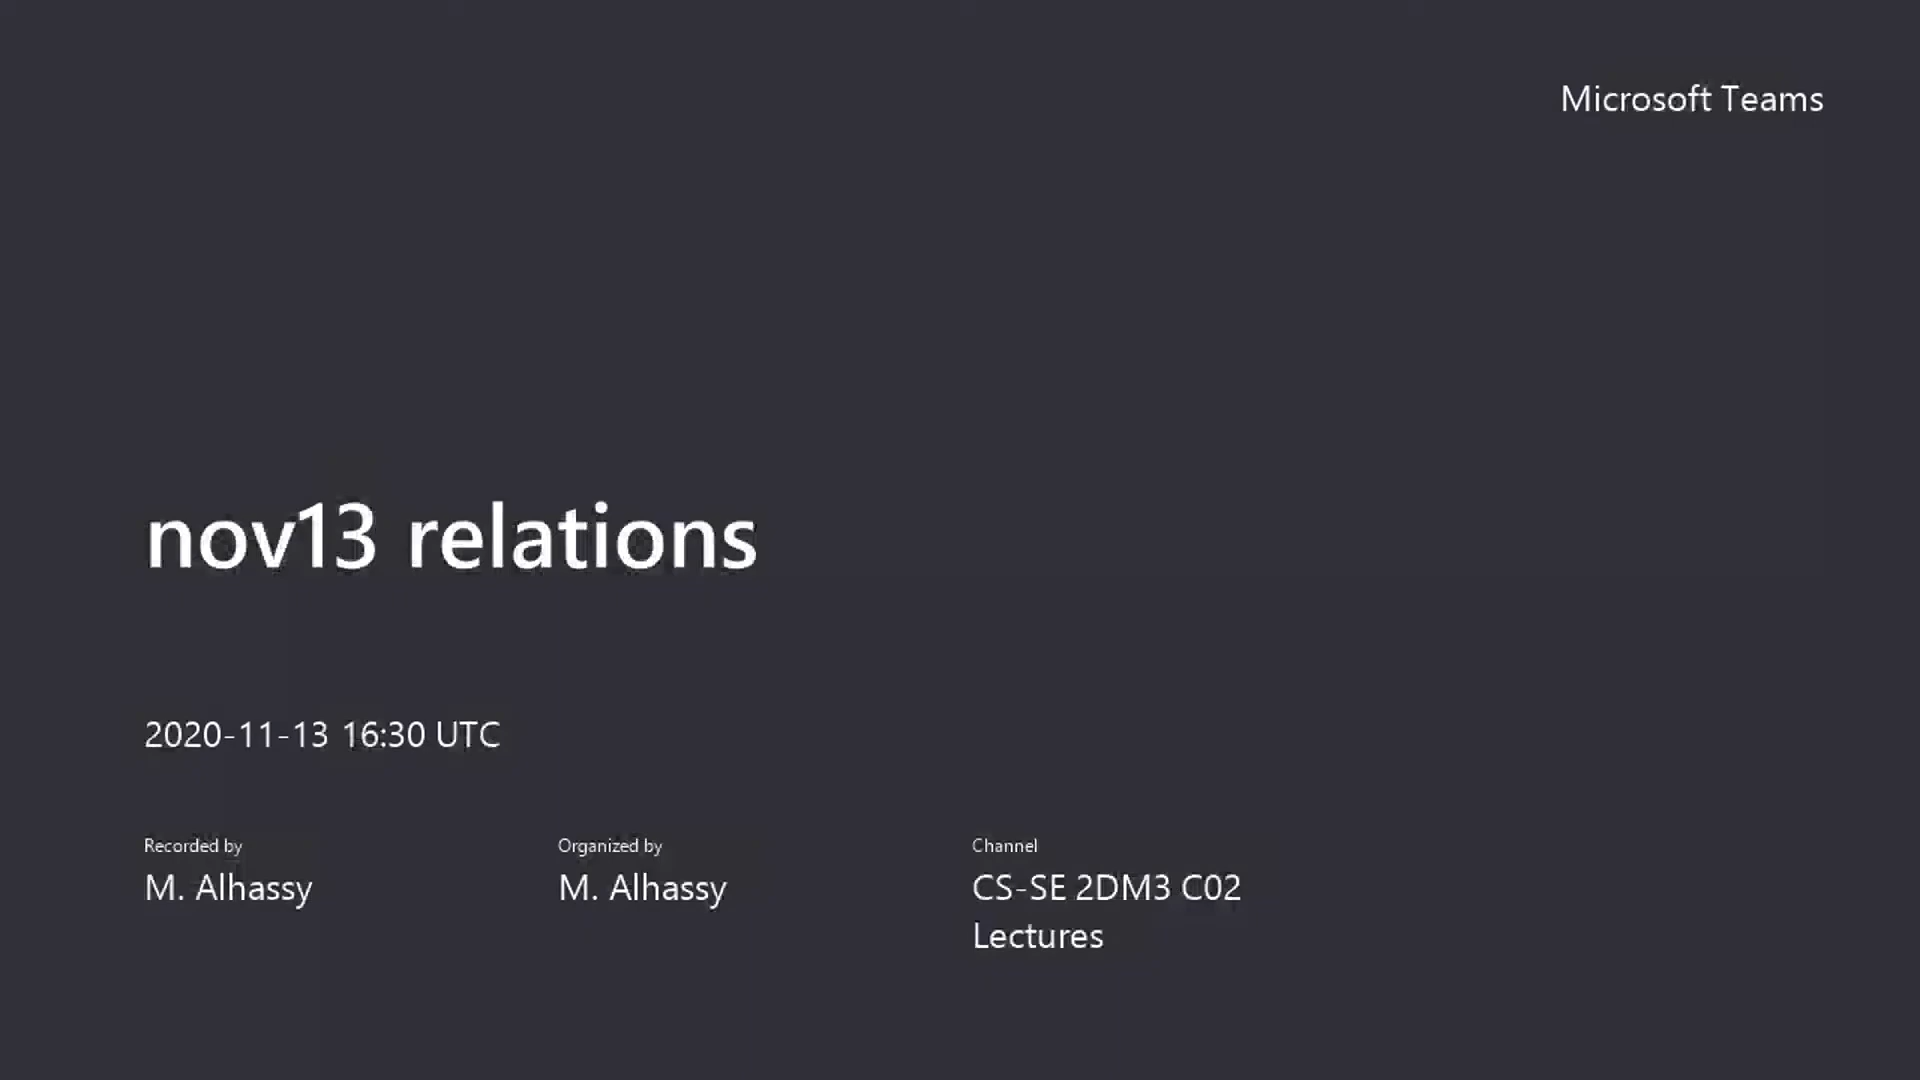 Microsoft Teams
nov13 relations
2020-11-13 16:30 UTC
Recorded by
M. Alhassy
Organized by
M. Alhassy
Channel
CS-SE 2DM3 C02
Lectures